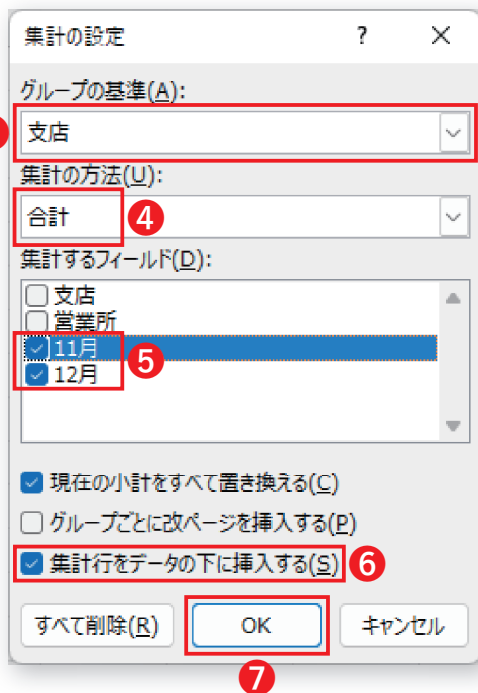 集計の設定 ? ×
グループの基準(A):
支店
集計の方法(U):
合計 4
集計するフィールド(D):
支店
営業所
11月
12月 5
現在の小計をすべて置き換える(C)
グループごとに改ページを挿入する(P)
集計行をデータの下に挿入する(S) 6
すべて削除(R) OK キャンセル
7